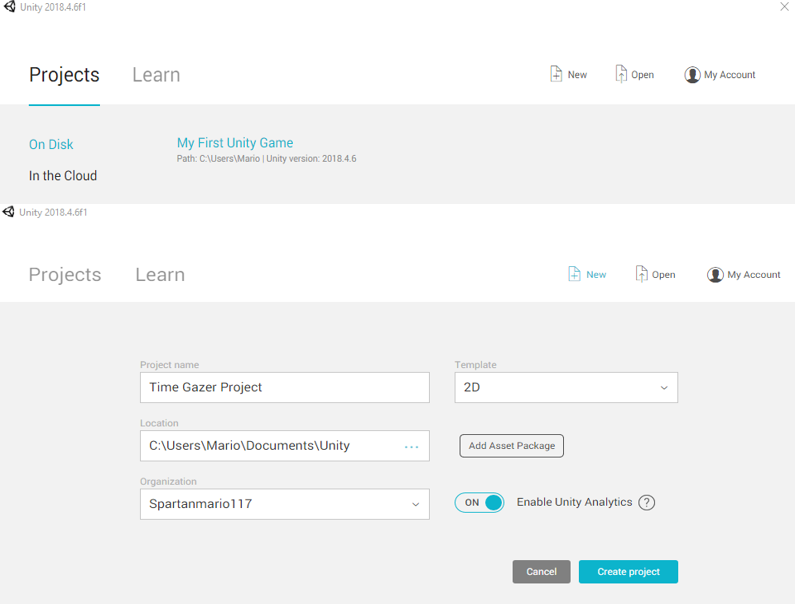 Unity 2018.4.6f1
Projects Learn New Open My Account
On Disk
My First Unity Game
Path: C:\Users\Mario | Unity version: 2018.4.6
In the Cloud
Unity 2018.4.6f1
Projects Learn New Open My Account
Project name Template
Time Gazer Project 2D
Location
C:\Users\Mario\Documents\Unity ... Add Asset Package
Organization
Spartanmario117 ON Enable Unity Analytics ?
Cancel Create project